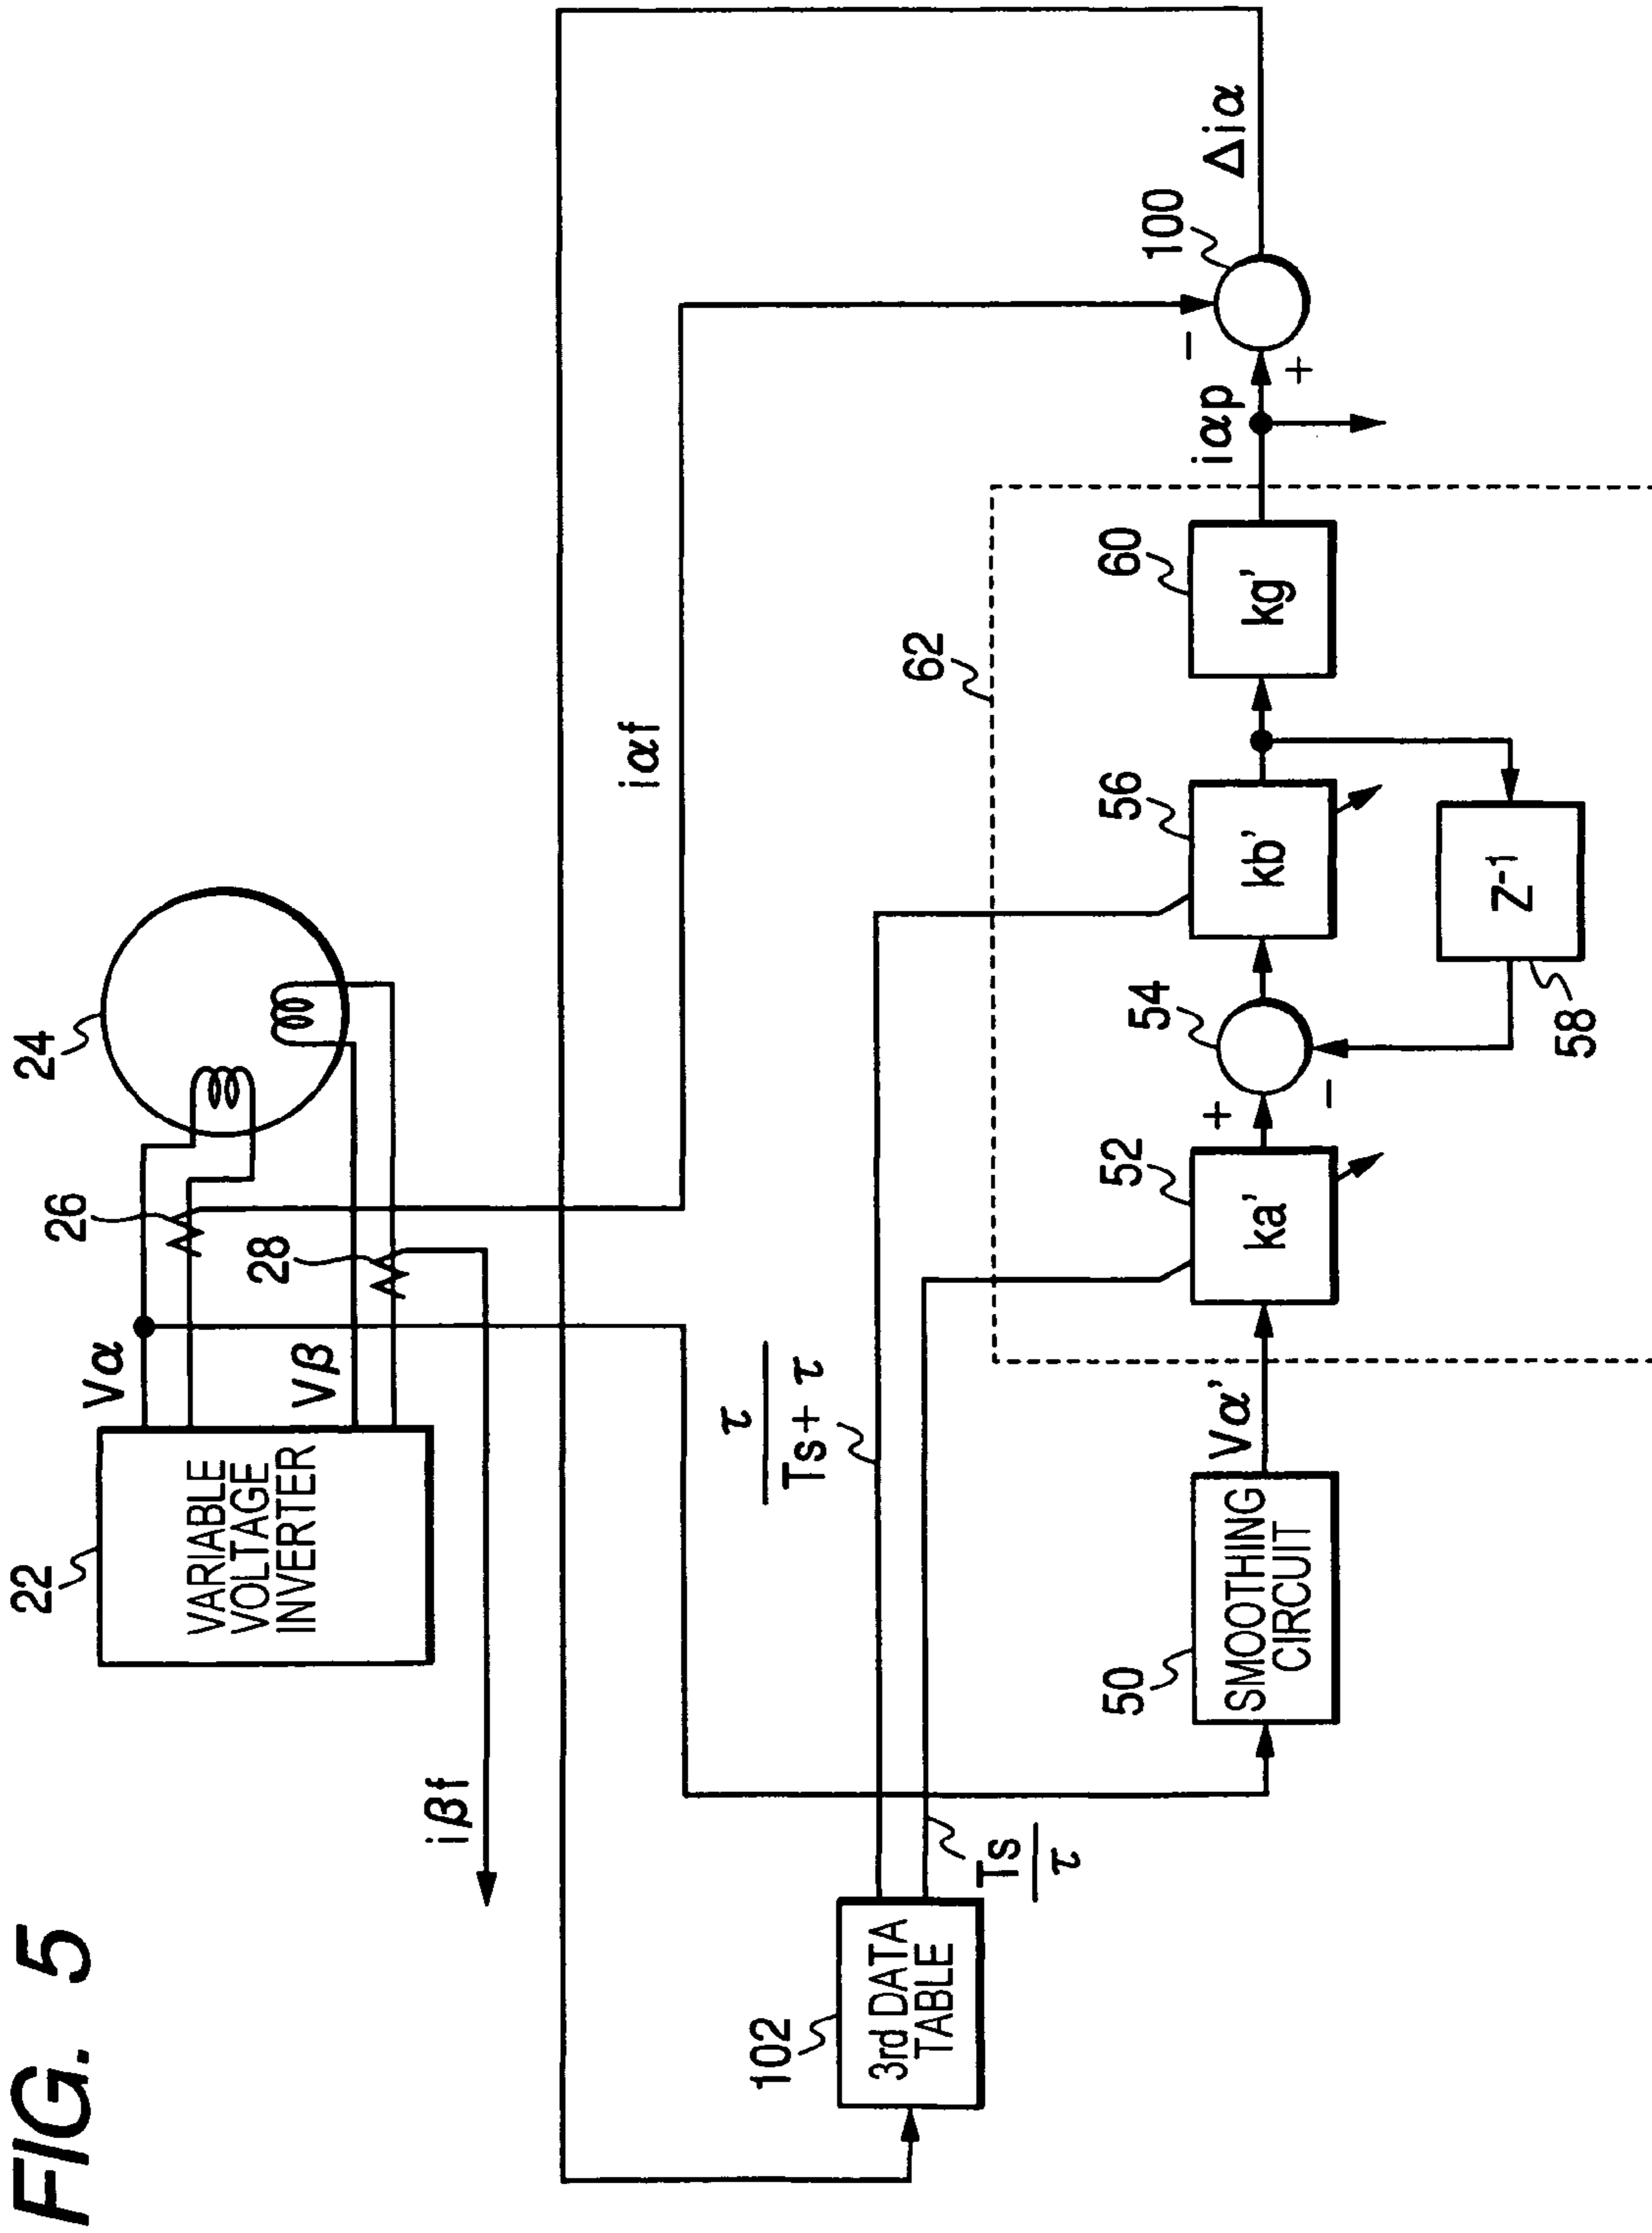 FIG. 5
22
VARIABLE
VOLTAGE
INVERTER
Vα
Vβ
26
28
24
iβf
iαf
102
3rd DATA
TABLE
τ
Ts+ τ
Ts
τ
50
SMOOTHING
CIRCUIT
Vα'
62
52
ka'
+
−
54
56
kb'
Z-1
58
60
kg'
iαp
+
−
100
Δiα